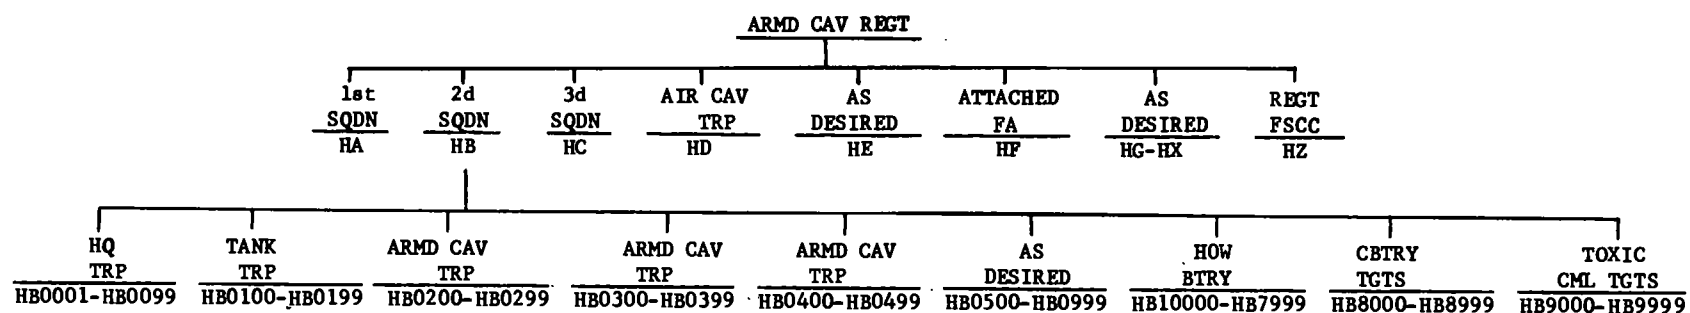 ARMD CAV REGT
1st
SQDN
HA
2d
SQDN
HB
3d
SQDN
HC
AIR CAV
TRP
HD
AS
DESIRED
HE
ATTACHED
FA
HF
AS
DESIRED
HG-HX
REGT
FSCC
HZ
HQ
TRP
HB0001-HB0099
TANK
TRP
HB0100-HB0199
ARMD CAV
TRP
HB0200-HB0299
ARMD CAV
TRP
HB0300-HB0399
ARMD CAV
TRP
HB0400-HB0499
AS
DESIRED
HB0500-HB0999
HOW
BTRY
HB10000-HB7999
CBTRY
TGTS
HB8000-HB8999
TOXIC
CML TGTS
HB9000-HB9999